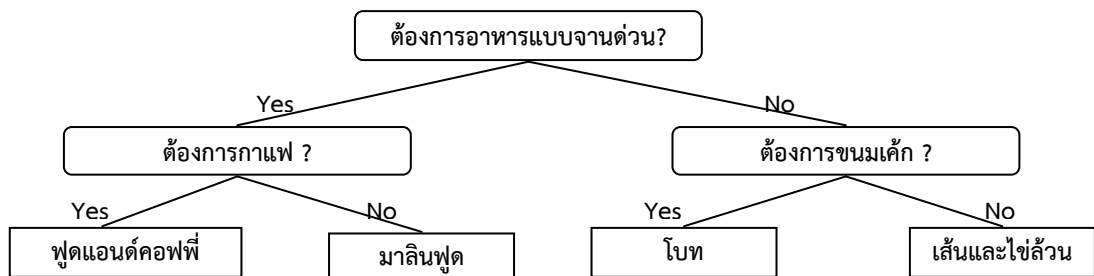 ต้องการอาหารแบบจานด่วน?
Yes
No
ต้องการกาแฟ ?
ต้องการขนมเค้ก ?
Yes
No
Yes
No
ฟูดแอนด์คอฟพี่
มาลินฟูด
โบท
เส้นและไข่ล้วน